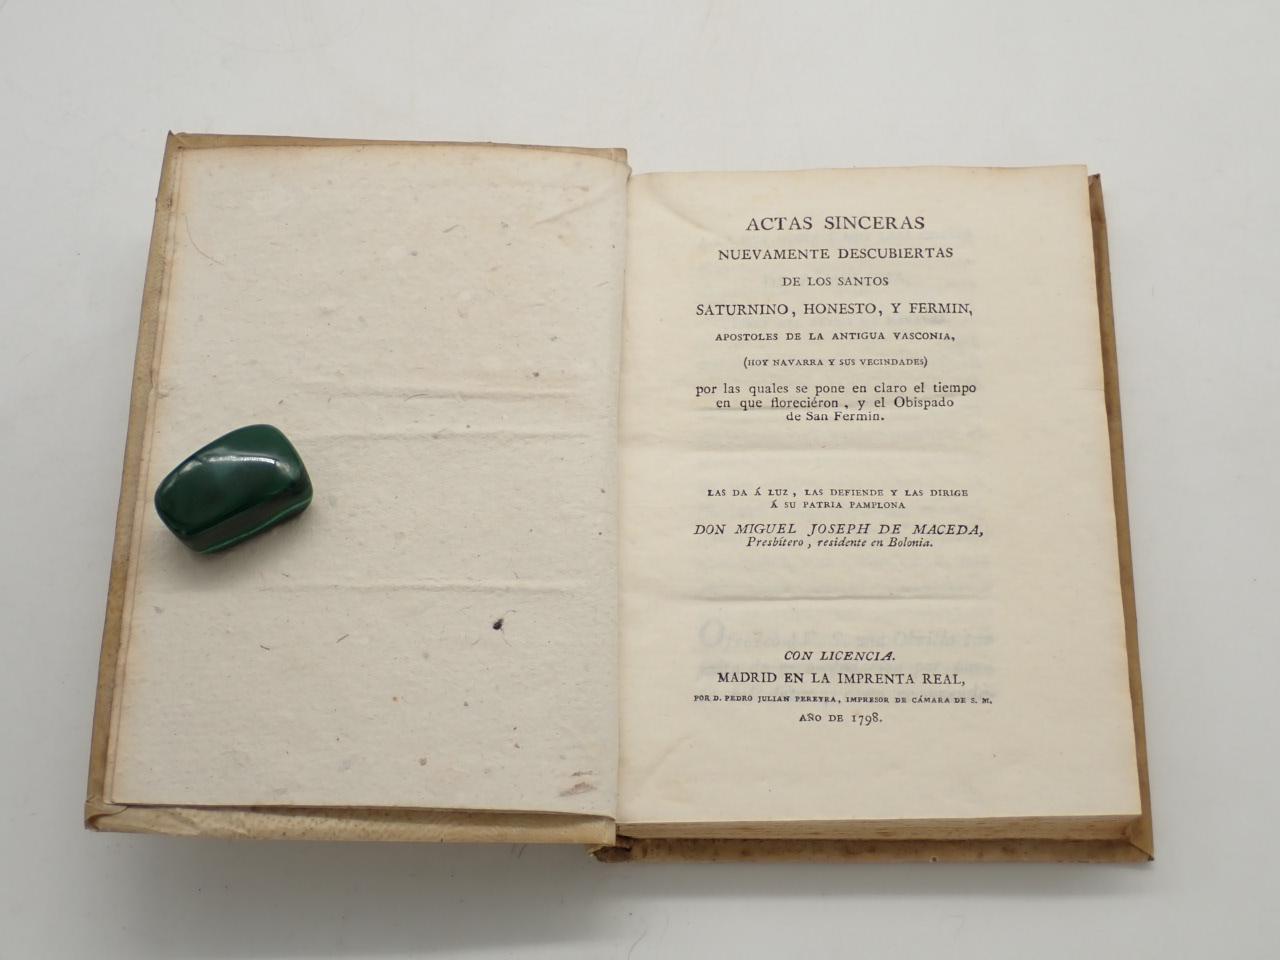 ACTAS SINCERAS
NUEVAMENTE DESCUBIERTAS
DE LOS SANTOS
SATURNINO, HONESTO, Y FERMIN,
APOSTOLES DE LA ANTIGUA VASCONIA,
(HOY NAVARRA Y SUS VECINDADES)
por las quales se pone en claro el tiempo
en que floreciéron, y el Obispado
de San Fermin.
LAS DA Á LUZ, LAS DEFIENDE Y LAS DIRIGE
Á SU PATRIA PAMPLONA
DON MIGUEL JOSEPH DE MACEDA,
Presbítero, residente en Bolonia.
CON LICENCIA.
MADRID EN LA IMPRENTA REAL,
POR D. PEDRO JULIAN PEREYRA, IMPRESOR DE CÁMARA DE S. M.
AÑO DE 1798.